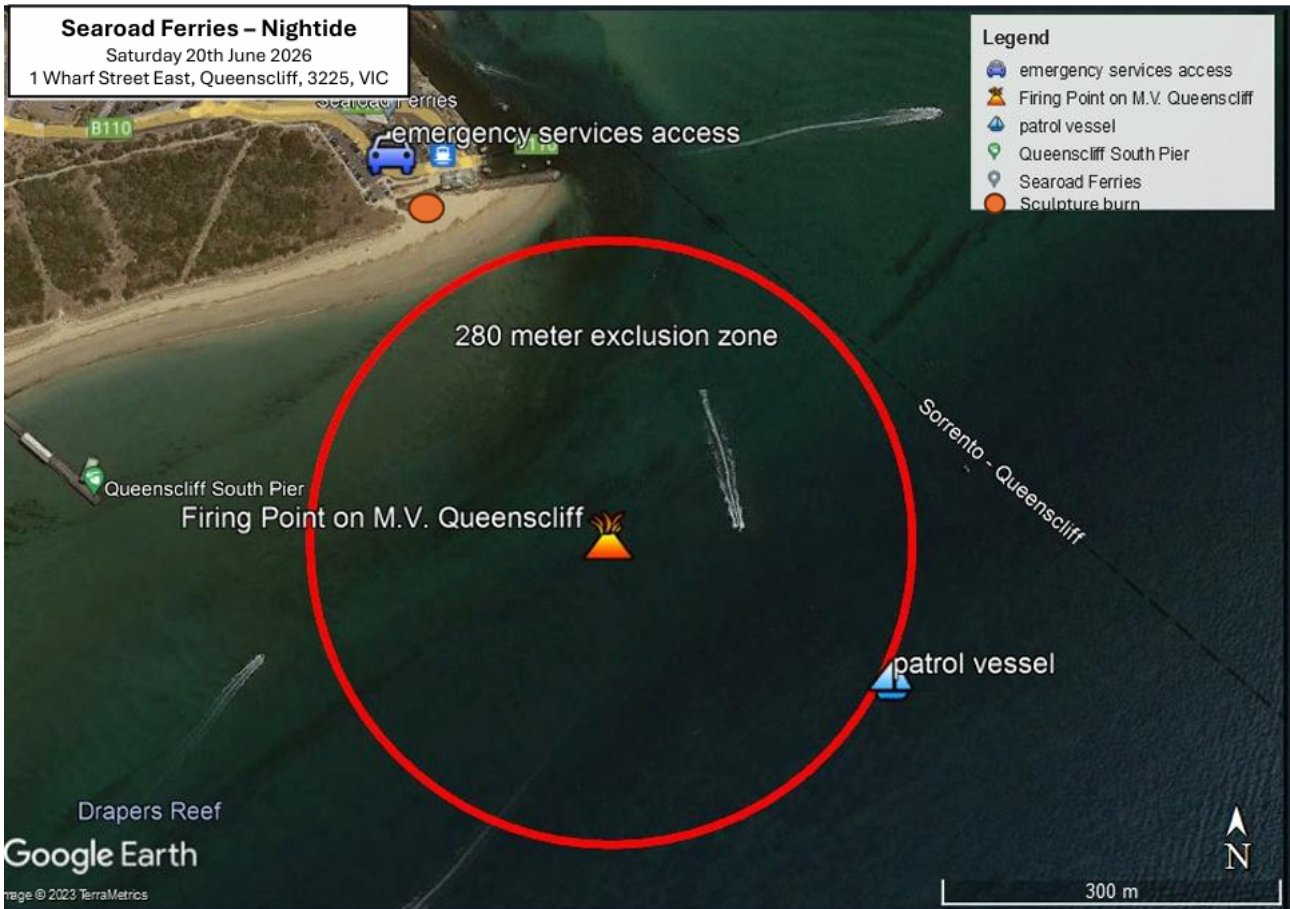 Searoad Ferries – Nightide
Saturday 20th June 2026
1 Wharf Street East, Queenscliff, 3225, VIC
Legend
emergency services access
Firing Point on M.V. Queenscliff
patrol vessel
Queenscliff South Pier
Searoad Ferries
Sculpture burn
Searoad Ferries
B110
emergency services access
280 meter exclusion zone
Sorrento - Queenscliff
Queenscliff South Pier
Firing Point on M.V. Queenscliff
patrol vessel
Drapers Reef
Google Earth
© 2023 TerraMetrics
300 m
N